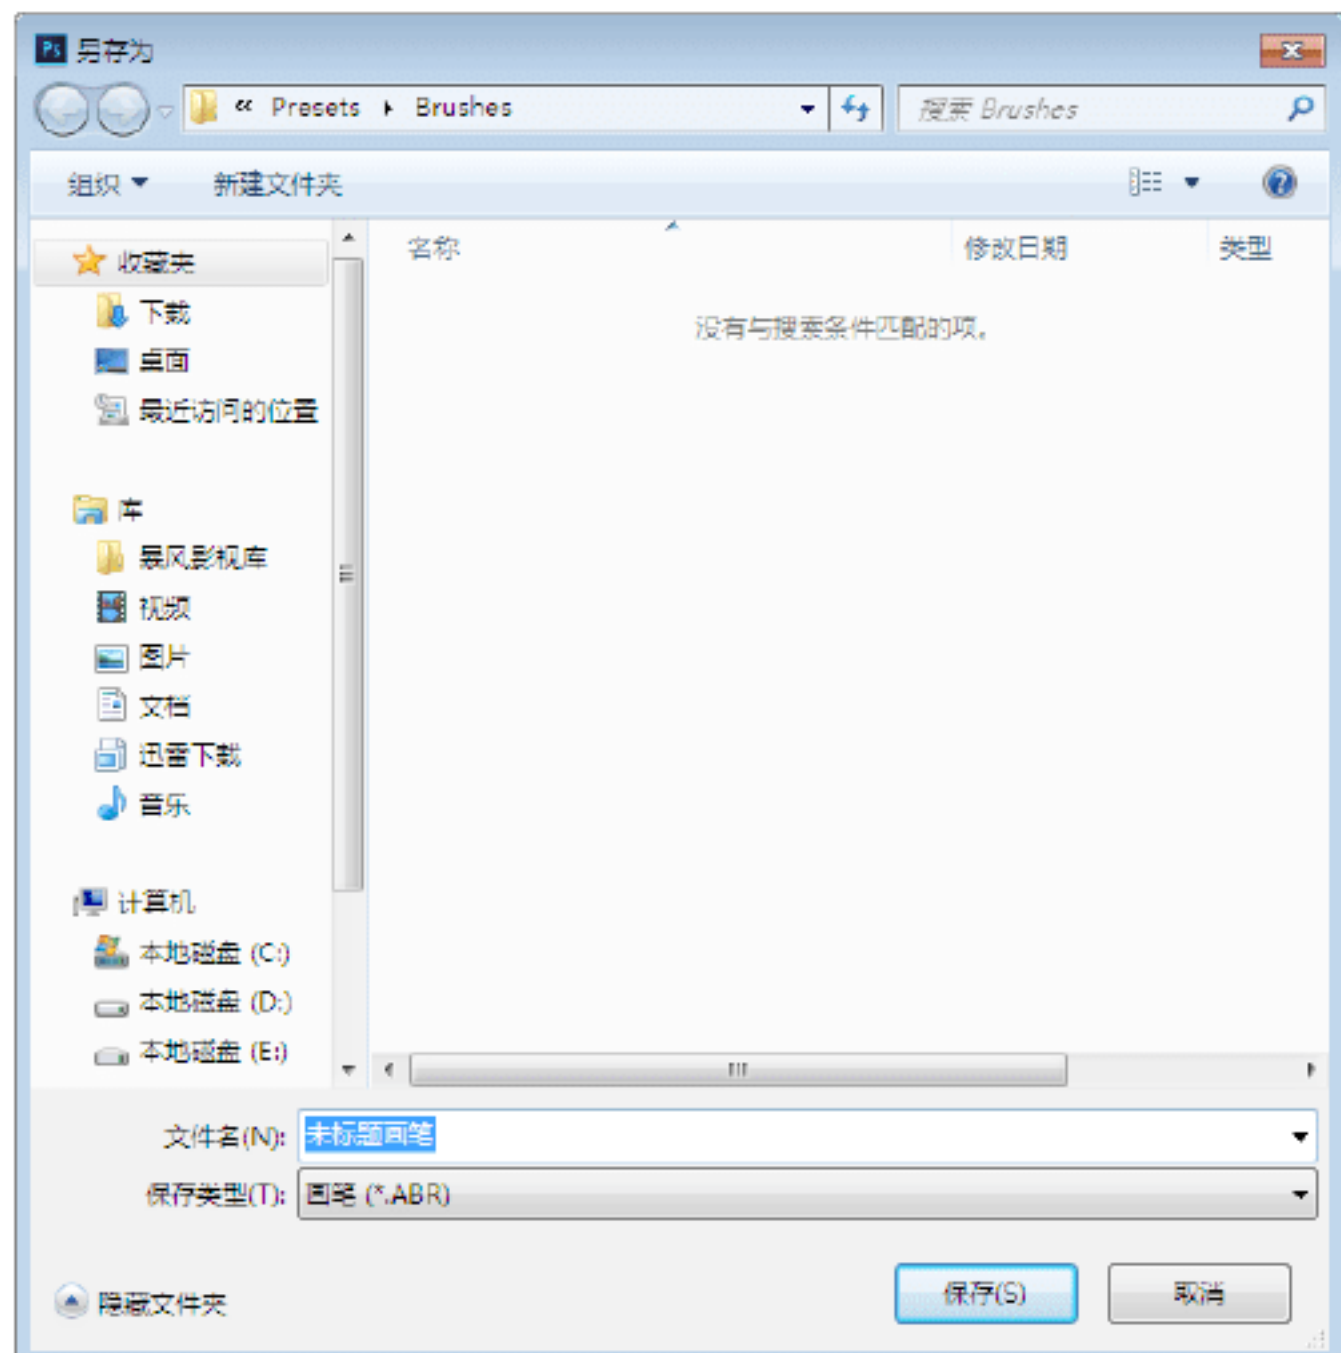 Ps 另存为
« Presets Brushes
搜索 Brushes
组织
新建文件夹
收藏夹
下载
桌面
最近访问的位置
库
暴风影视库
视频
图片
文档
迅雷下载
音乐
计算机
本地磁盘 (C:)
本地磁盘 (D:)
本地磁盘 (E:)
名称 修改日期 类型
没有与搜索条件匹配的项。
文件名(N): 未标题画笔
保存类型(T): 画笔 (*.ABR)
隐藏文件夹
保存(S) 取消